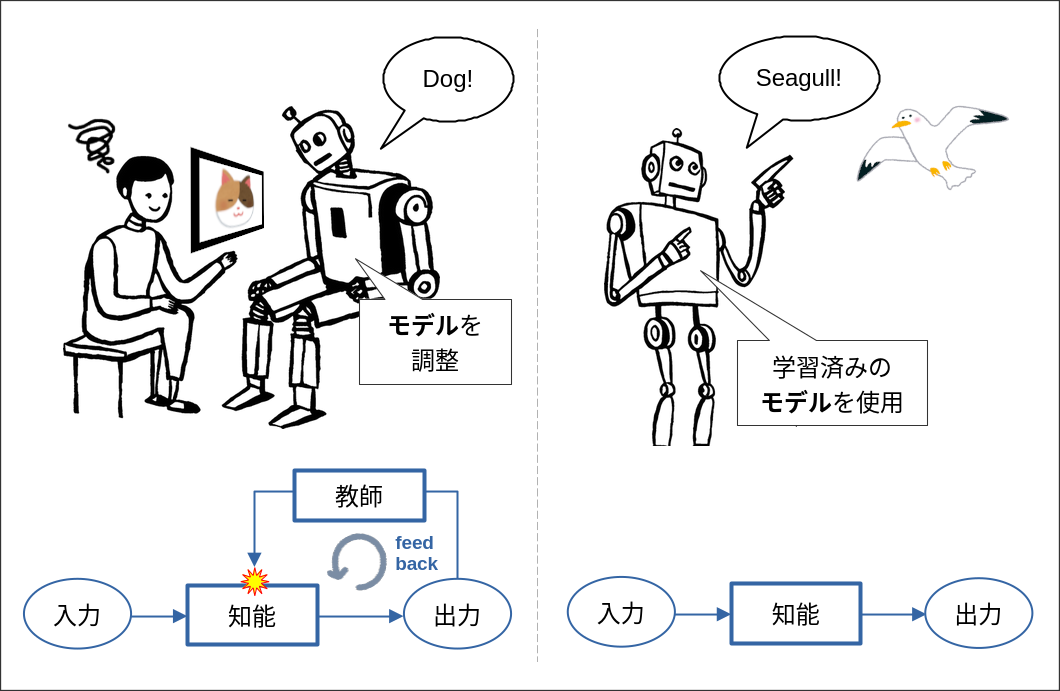 Dog!
モデルを
調整
教師
feed
back
入力
知能
出力
Seagull!
学習済みの
モデルを使用
入力
知能
出力